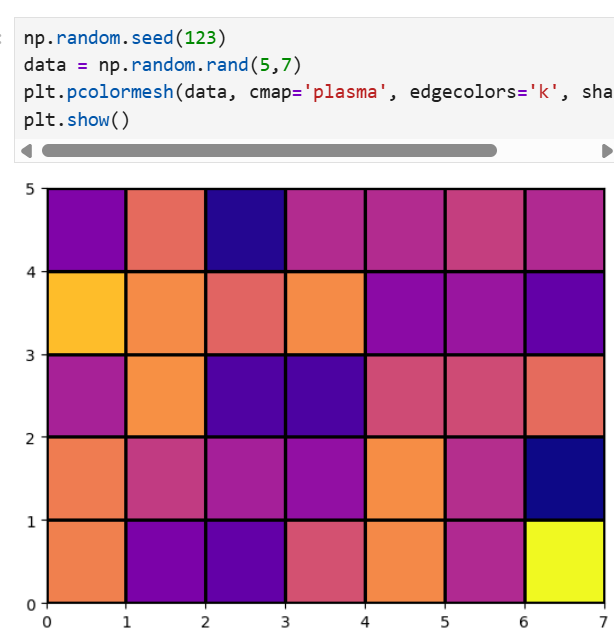 :
np.random.seed(123)
data = np.random.rand(5,7)
plt.pcolormesh(data, cmap='plasma', edgecolors='k', sha
plt.show()
5
4
3
2
1
0
0 1 2 3 4 5 6 7